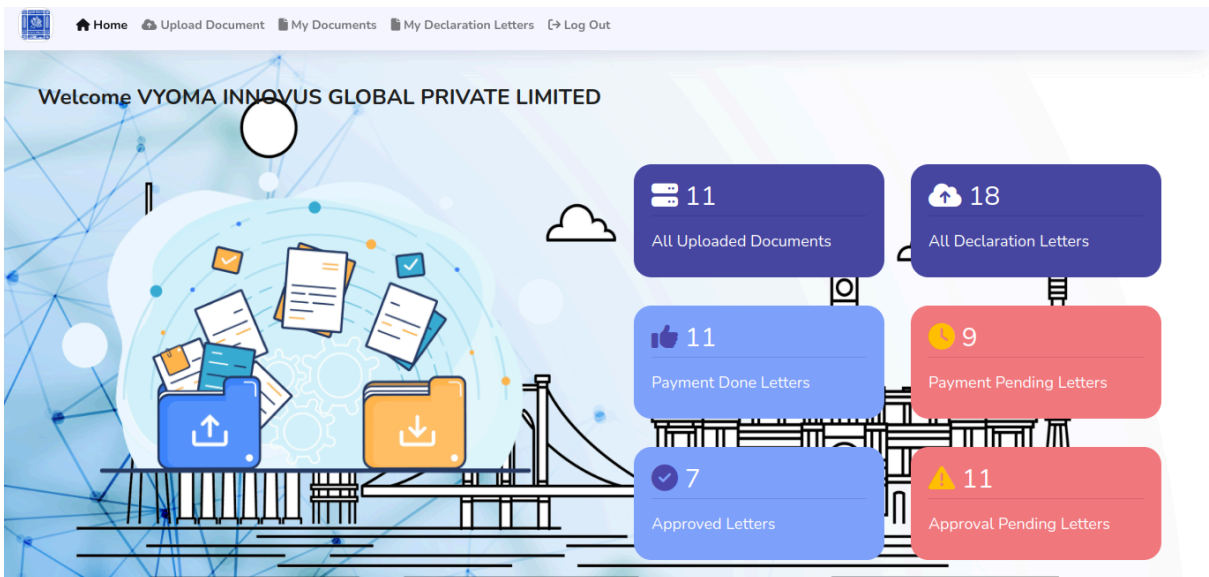 Home Upload Document My Documents My Declaration Letters Log Out
Welcome VYOMA INNOVUS GLOBAL PRIVATE LIMITED
11
All Uploaded Documents
18
All Declaration Letters
11
Payment Done Letters
9
Payment Pending Letters
7
Approved Letters
11
Approval Pending Letters